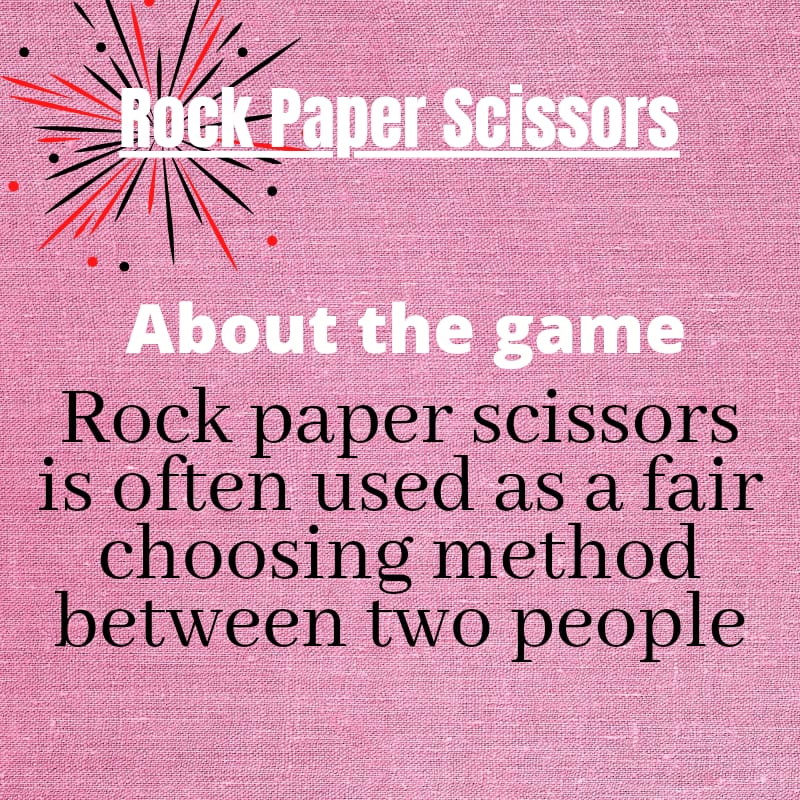 Rock Paper Scissors
About the game
Rock paper scissors
is often used as a fair
choosing method
between two people